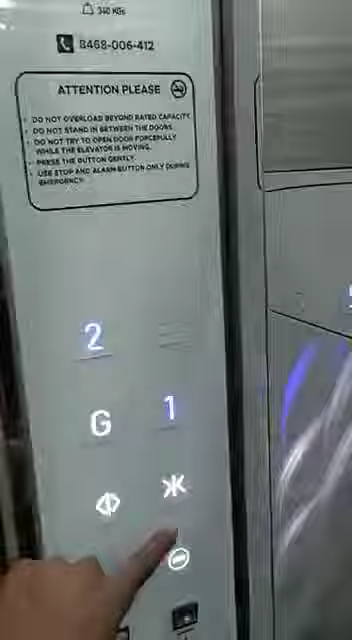 340 KGs
8468-006-412
ATTENTION PLEASE
• DO NOT OVERLOAD BEYOND RATED CAPACITY.
• DO NOT STAND IN BETWEEN THE DOORS.
• DO NOT TRY TO OPEN DOOR FORCEFULLY
WHILE THE ELEVATOR IS MOVING.
• PRESS THE BUTTON GENTLY.
• USE STOP AND ALARM BUTTON ONLY DURING
EMERGENCY.
2
G 1